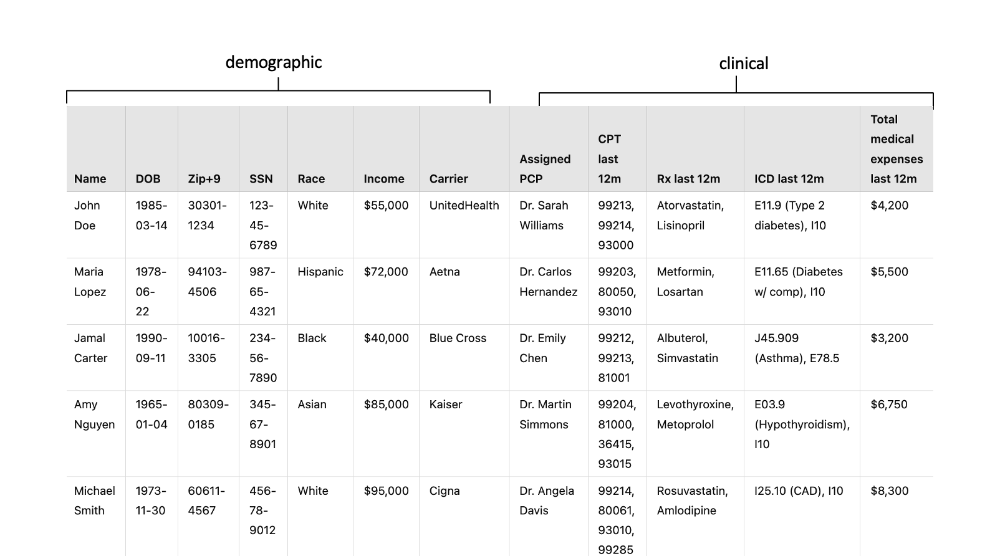 demographic
clinical
Name DOB Zip+9 SSN Race Income Carrier Assigned PCP CPT last 12m Rx last 12m ICD last 12m Total medical expenses last 12m
John Doe 1985-03-14 30301-1234 123-45-6789 White $55,000 UnitedHealth Dr. Sarah Williams 99213, 99214, 93000 Atorvastatin, Lisinopril E11.9 (Type 2 diabetes), I10 $4,200
Maria Lopez 1978-06-22 94103-4506 987-65-4321 Hispanic $72,000 Aetna Dr. Carlos Hernandez 99203, 80050, 93010 Metformin, Losartan E11.65 (Diabetes w/ comp), I10 $5,500
Jamal Carter 1990-09-11 10016-3305 234-56-7890 Black $40,000 Blue Cross Dr. Emily Chen 99212, 99213, 81001 Albuterol, Simvastatin J45.909 (Asthma), E78.5 $3,200
Amy Nguyen 1965-01-04 80309-0185 345-67-8901 Asian $85,000 Kaiser Dr. Martin Simmons 99204, 81000, 36415, 93015 Levothyroxine, Metoprolol E03.9 (Hypothyroidism), I10 $6,750
Michael Smith 1973-11-30 60611-4567 456-78-9012 White $95,000 Cigna Dr. Angela Davis 99214, 80061, 93010, 99285 Rosuvastatin, Amlodipine I25.10 (CAD), I10 $8,300